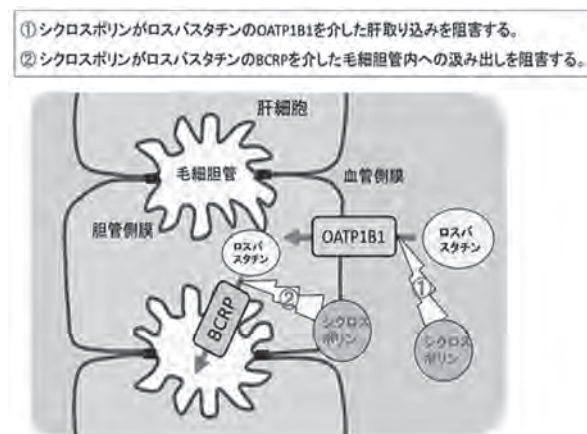 ①シクロスポリンがロスバスタチンのOATP1B1を介した肝取り込みを阻害する。
②シクロスポリンがロスバスタチンのBCRPを介した毛細胆管内への汲み出しを阻害する。
肝細胞
毛細胆管
血管側膜
胆管側膜
OATP1B1
ロスバ
スタチン
ロスバ
スタチン
①
②
BCRP
シクロス
ポリン
シクロス
ポリン